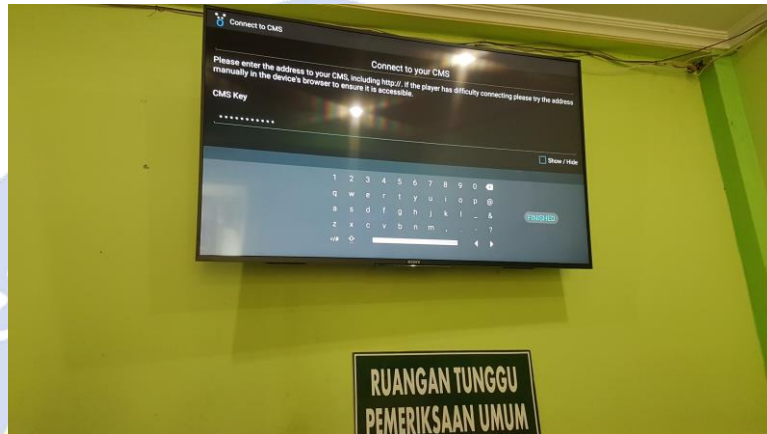 Connect to CMS
Connect to your CMS
Please enter the address to your CMS, including http://. If the player has difficulty connecting please try the address
manually in the device's browser to ensure it is accessible.
CMS Key
•••••••••••
Show / Hide
1 2 3 4 5 6 7 8 9 0
q w e r t y u i o p @
a s d f g h j k l _ &
z x c v b n m , . - ?
FINISHED
SONY
RUANGAN TUNGGU
PEMERIKSAAN UMUM